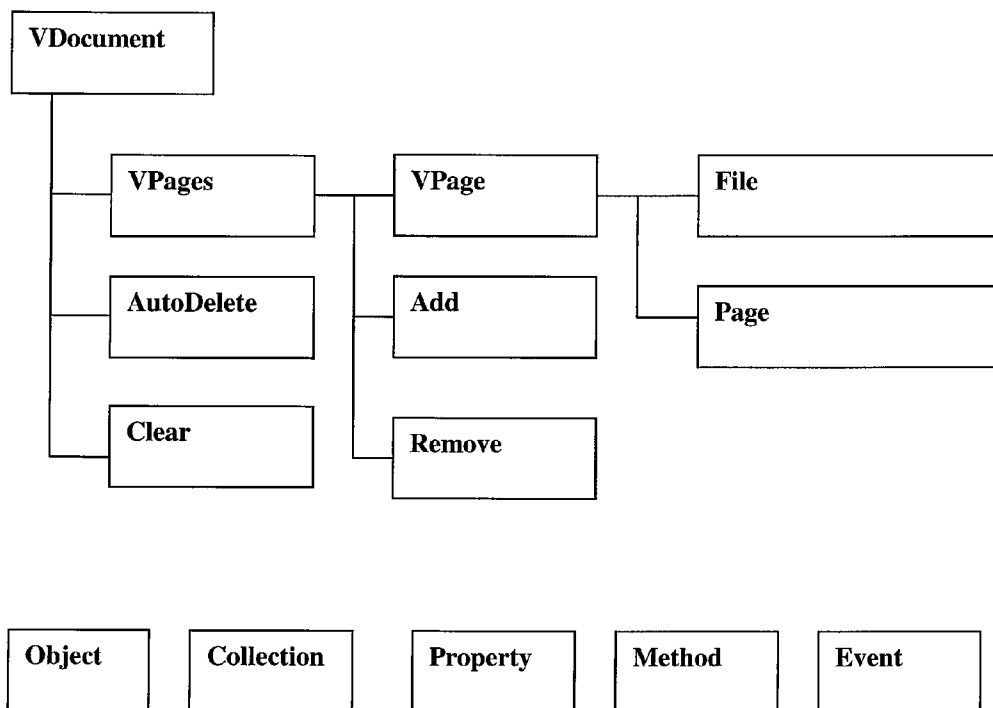 VDocument
VPages
VPage
File
AutoDelete
Add
Page
Clear
Remove
Object
Collection
Property
Method
Event